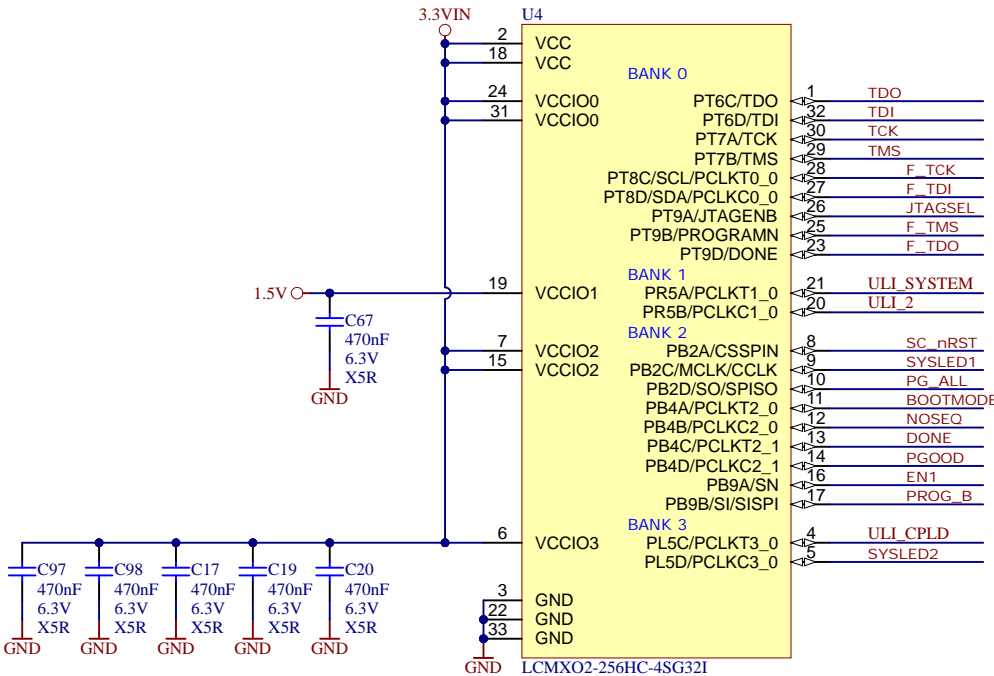 3.3VIN
U4
2 VCC
18 VCC
BANK 0
24 VCCIO0 PT6C/TDO 1 TDO
31 VCCIO0 PT6D/TDI 32 TDI
PT7A/TCK 30 TCK
PT7B/TMS 29 TMS
PT8C/SCL/PCLKT0_0 28 F_TCK
PT8D/SDA/PCLKC0_0 27 F_TDI
PT9A/JTAGENB 26 JTAGSEL
PT9B/PROGRAMN 25 F_TMS
PT9D/DONE 23 F_TDO
BANK 1
1.5V 19 VCCIO1 PR5A/PCLKT1_0 21 ULI_SYSTEM
PR5B/PCLKC1_0 20 ULI_2
C67
470nF
6.3V
X5R
GND
BANK 2
7 VCCIO2 PB2A/CSSPIN 8 SC_nRST
15 VCCIO2 PB2C/MCLK/CCLK 9 SYSLED1
PB2D/SO/SPISO 10 PG_ALL
PB4A/PCLKT2_0 11 BOOTMODE
PB4B/PCLKC2_0 12 NOSEQ
PB4C/PCLKT2_1 13 DONE
PB4D/PCLKC2_1 14 PGOOD
PB9A/SN 16 EN1
PB9B/SI/SISPI 17 PROG_B
BANK 3
6 VCCIO3 PL5C/PCLKT3_0 4 ULI_CPLD
PL5D/PCLKC3_0 5 SYSLED2
C97 C98 C17 C19 C20
470nF 470nF 470nF 470nF 470nF
6.3V 6.3V 6.3V 6.3V 6.3V
X5R X5R X5R X5R X5R
GND GND GND GND GND
3 GND
22 GND
33 GND
GND
LCMXO2-256HC-4SG32I